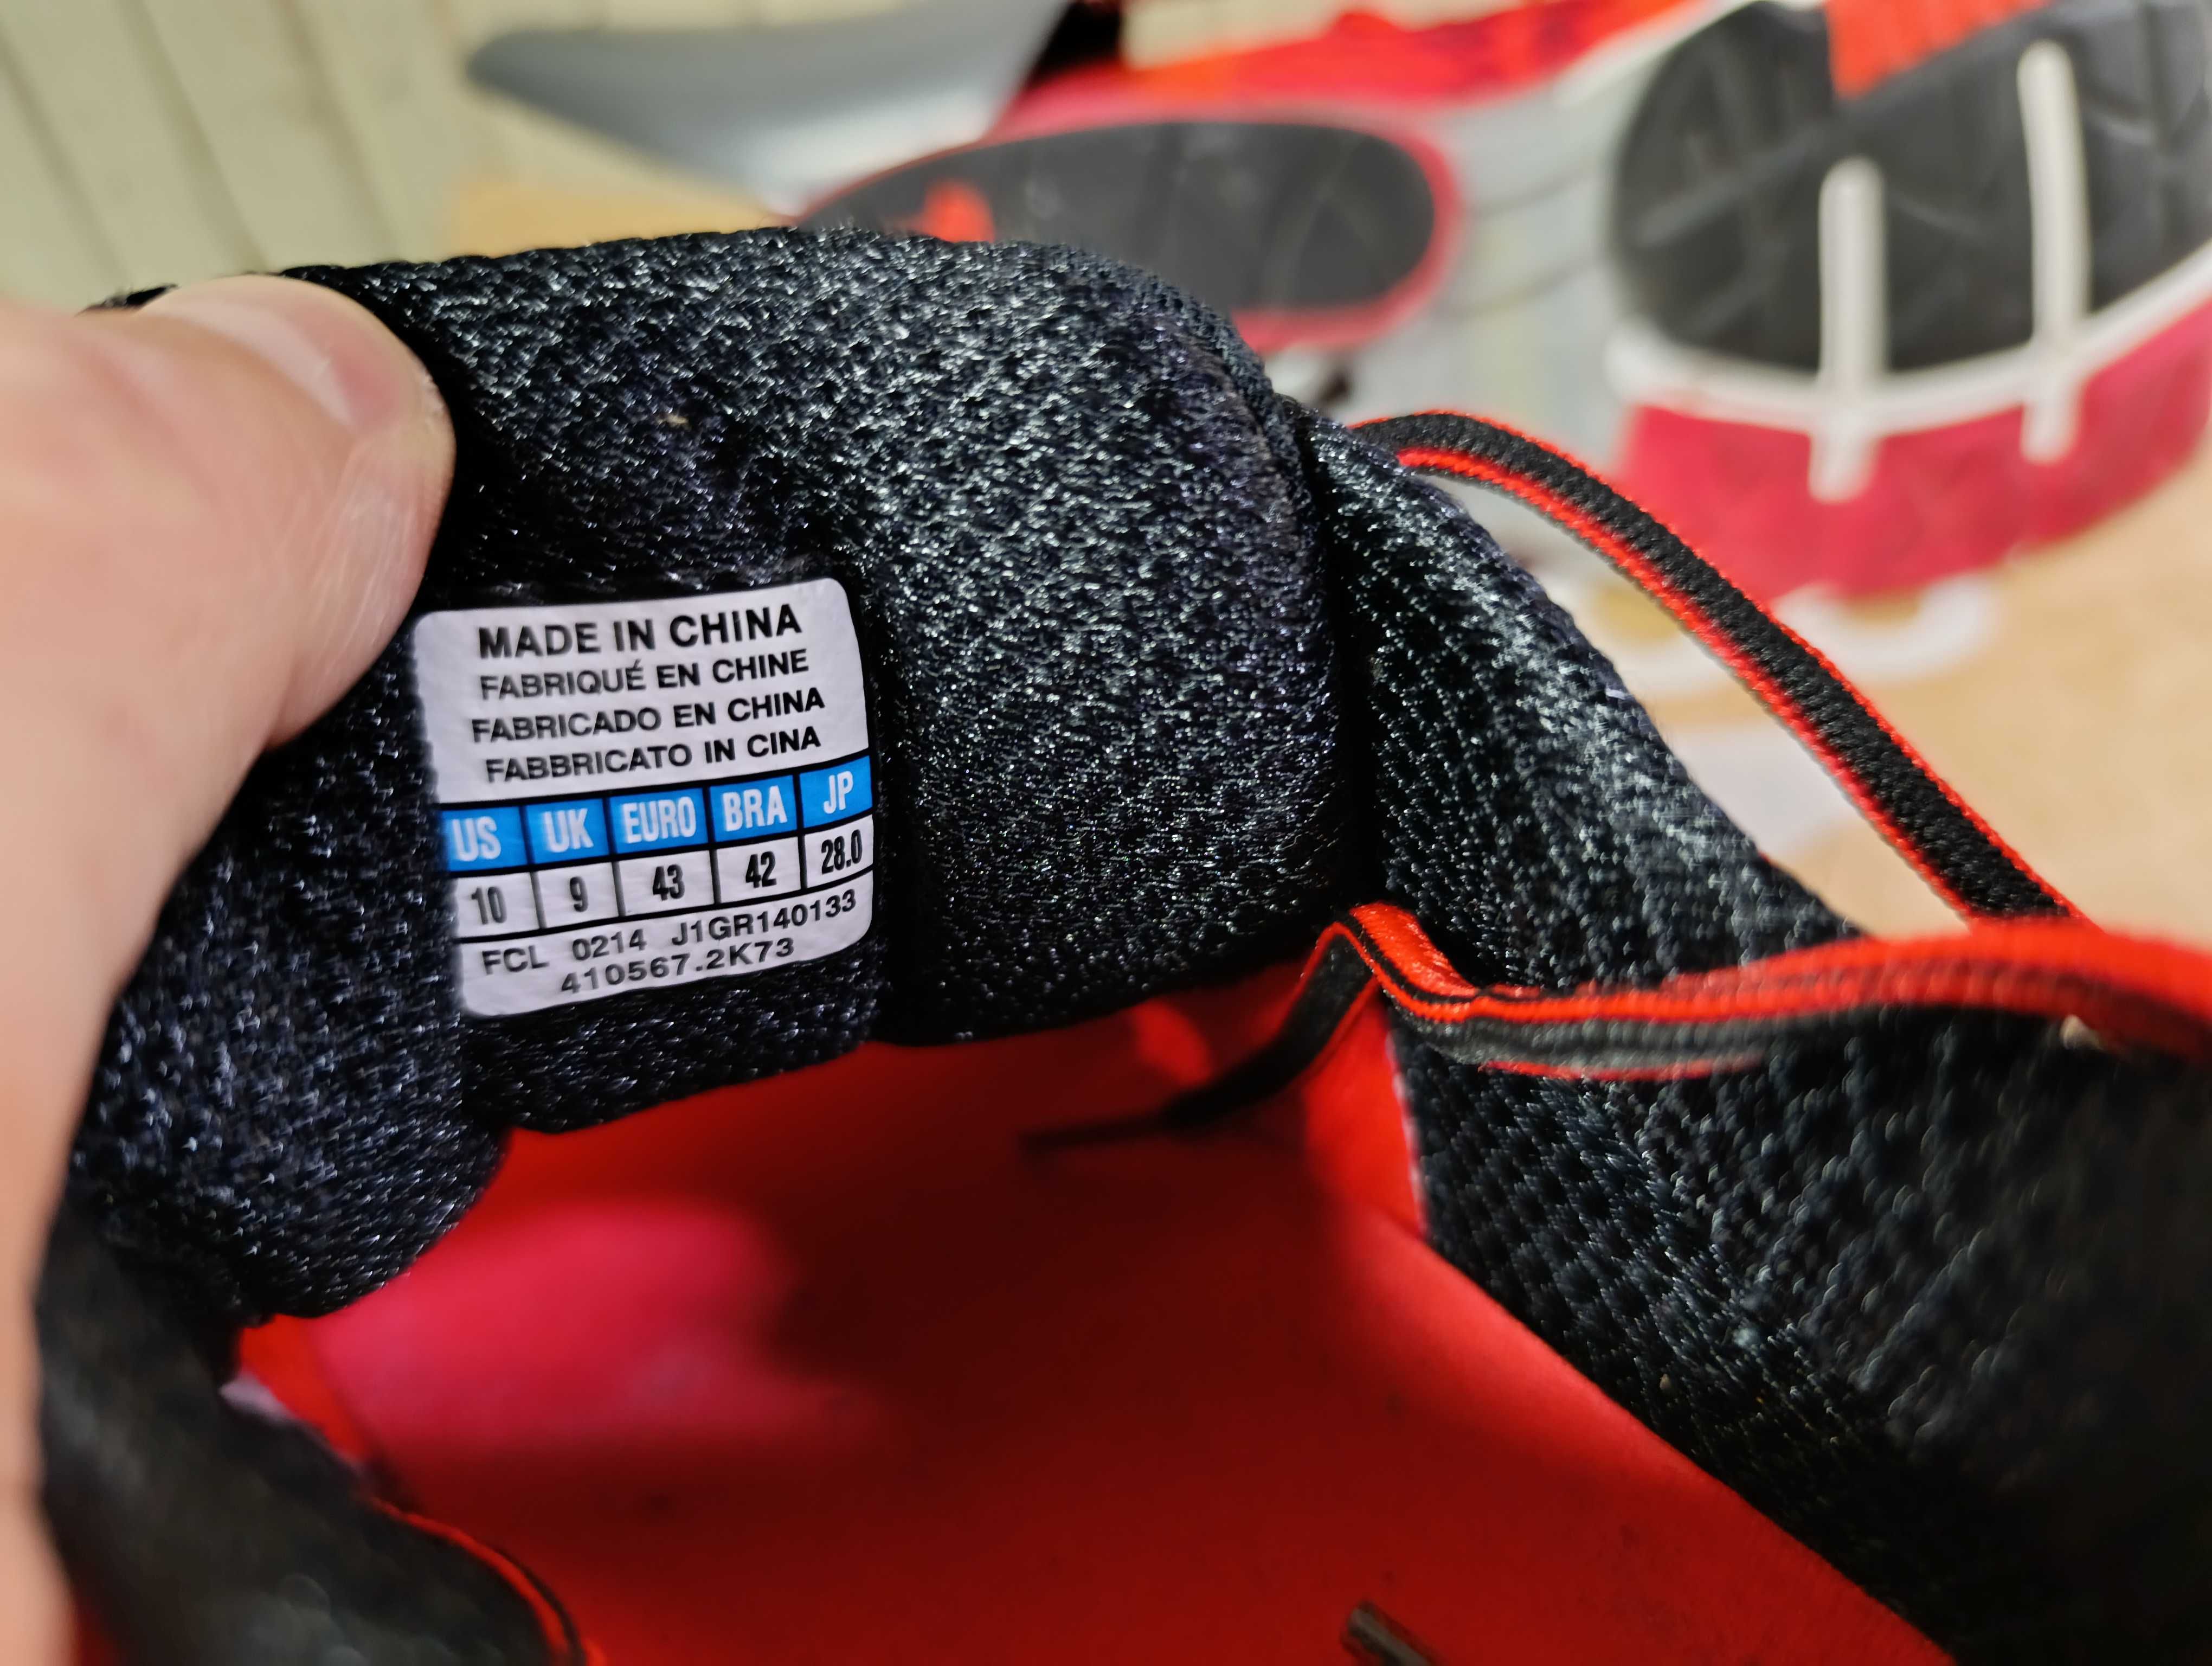 MADE IN CHINA
FABRIQUÉ EN CHINE
FABRICADO EN CHINA
FABBRICATO IN CINA
US UK EURO BRA JP
10 9 43 42 28.0
FCL 0214 J1GR140133
410567.2K73